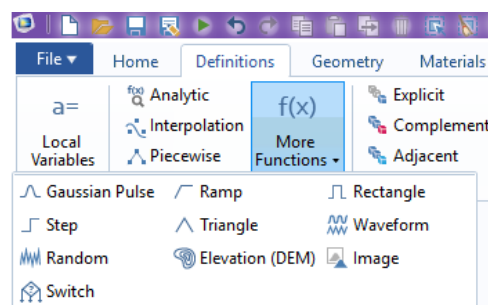 File Home Definitions Geometry Materials
a= f(x) Analytic f(x) Explicit
Local Variables Interpolation More Functions Complement
Piecewise Adjacent
Gaussian Pulse Ramp Rectangle
Step Triangle Waveform
Random Elevation (DEM) Image
Switch